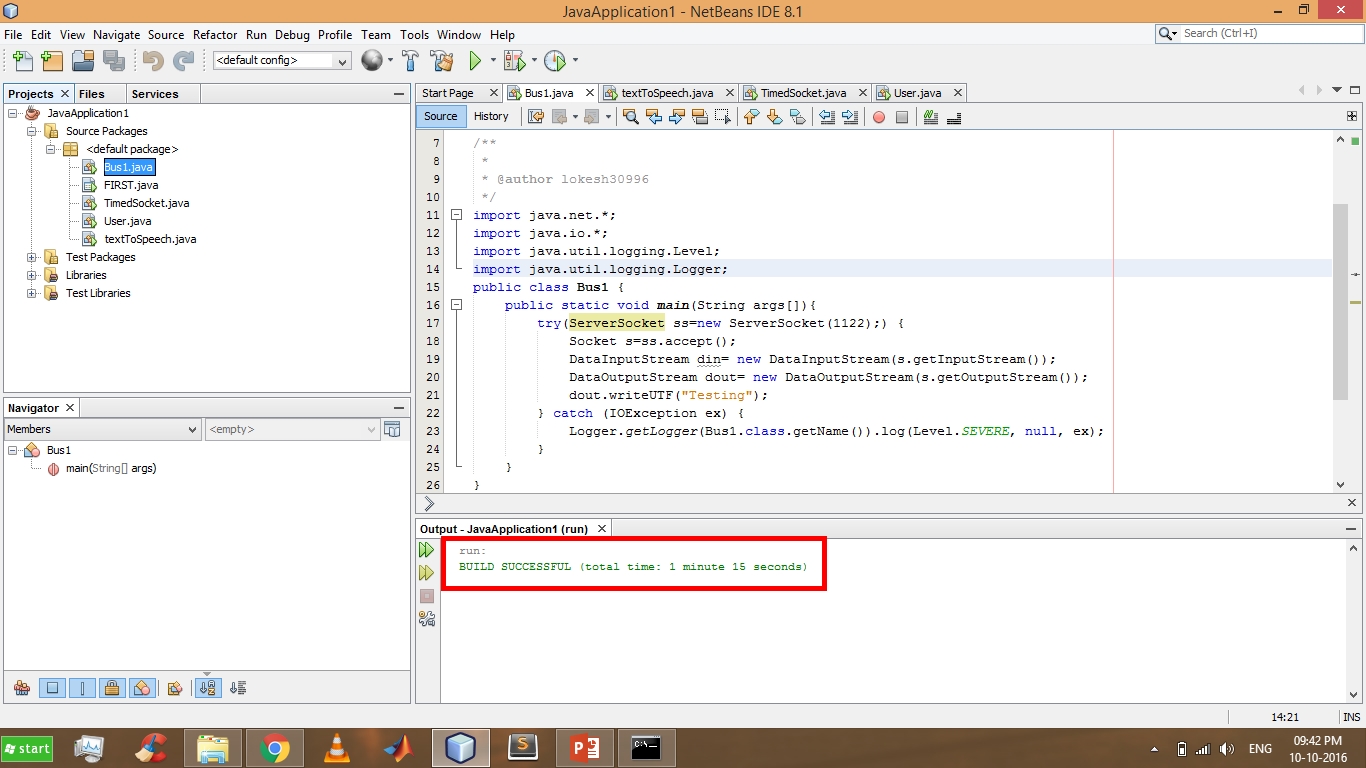 JavaApplication1 - NetBeans IDE 8.1
File Edit View Navigate Source Refactor Run Debug Profile Team Tools Window Help
Search (Ctrl+I)
<default config>
Projects Files Services
JavaApplication1
Source Packages
<default package>
Bus1.java
FIRST.java
TimedSocket.java
User.java
textToSpeech.java
Test Packages
Libraries
Test Libraries
Navigator
Members <empty>
Bus1
main(String[] args)
Start Page Bus1.java textToSpeech.java TimedSocket.java User.java
Source History
7 /**
8 *
9 * @author lokesh30996
10 */
11 import java.net.*;
12 import java.io.*;
13 import java.util.logging.Level;
14 import java.util.logging.Logger;
15 public class Bus1 {
16 public static void main(String args[]){
17 try(ServerSocket ss=new ServerSocket(1122);) {
18 Socket s=ss.accept();
19 DataInputStream din= new DataInputStream(s.getInputStream());
20 DataOutputStream dout= new DataOutputStream(s.getOutputStream());
21 dout.writeUTF("Testing");
22 } catch (IOException ex) {
23 Logger.getLogger(Bus1.class.getName()).log(Level.SEVERE, null, ex);
24 }
25 }
26 }
Output - JavaApplication1 (run)
run:
BUILD SUCCESSFUL (total time: 1 minute 15 seconds)
14:21 INS
start
ENG
09:42 PM
10-10-2016